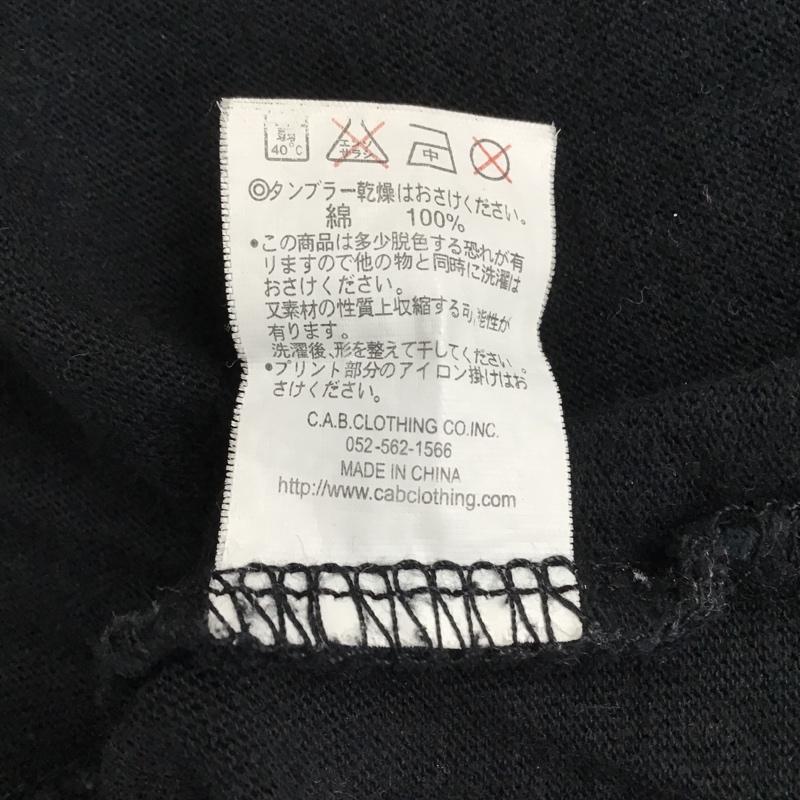 40℃
エンソ
サラシ
中
◎タンブラー乾燥はおさけください。
綿 100%
•この商品は多少脱色する恐れが有
りますので他の物と同時に洗濯は
おさけください。
又素材の性質上収縮する可能性が
有ります。
洗濯後、形を整えて干してください。
•プリント部分のアイロン掛けはお
さけください。
C.A.B.CLOTHING CO.INC.
052-562-1566
MADE IN CHINA
http://www.cabclothing.com